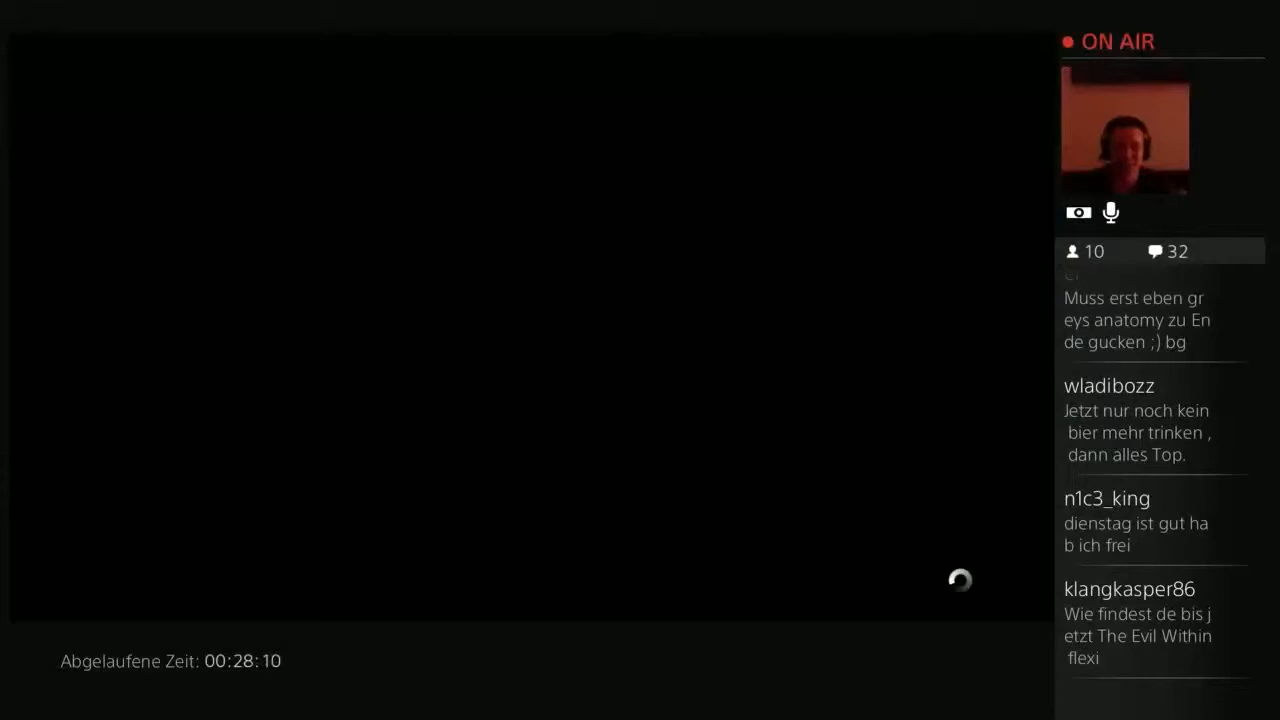 ON AIR
10 32
Muss erst eben gr
eys anatomy zu En
de gucken ;) bg
wladibozz
Jetzt nur noch kein
bier mehr trinken ,
dann alles Top.
n1c3_king
dienstag ist gut ha
b ich frei
klangkasper86
Wie findest de bis j
etzt The Evil Within
flexi
Abgelaufene Zeit: 00:28:10